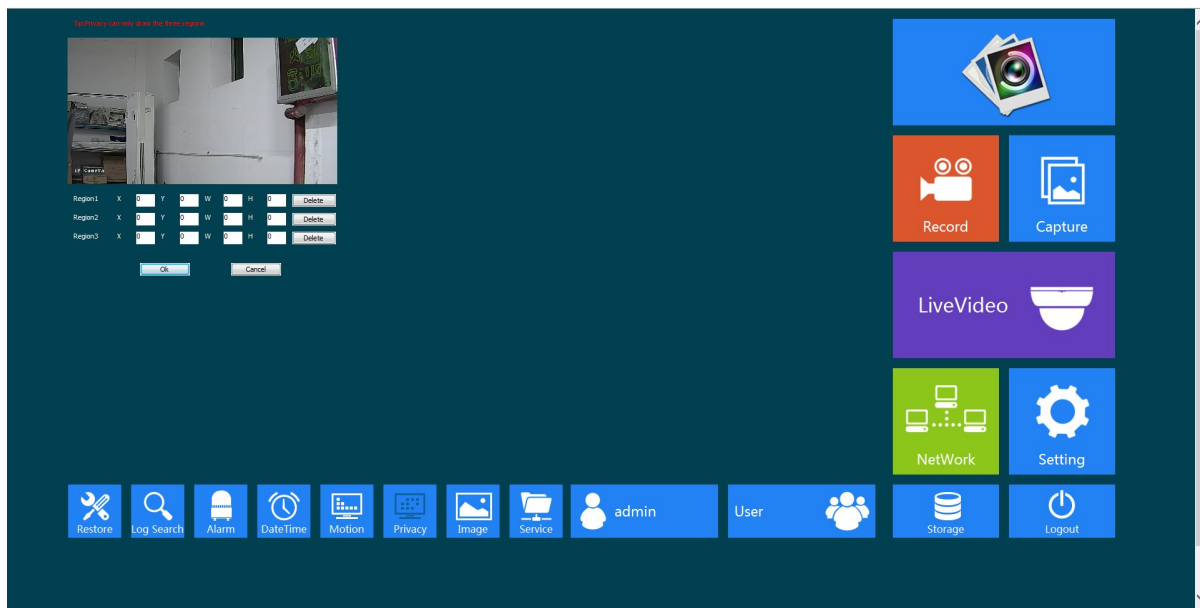 Tip:Privacy can only draw the three regions
IP Camera
Region1 X 0 Y 0 W 0 H 0 Delete
Region2 X 0 Y 0 W 0 H 0 Delete
Region3 X 0 Y 0 W 0 H 0 Delete
Ok Cancel
Record Capture
LiveVideo
NetWork Setting
Restore Log Search Alarm DateTime Motion Privacy Image Service admin User Storage Logout